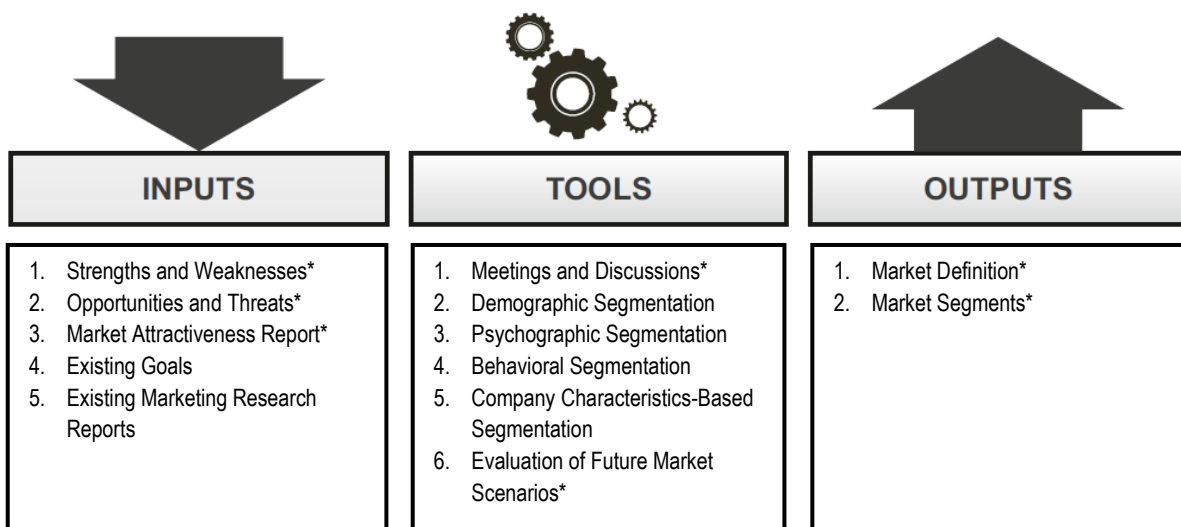 INPUTS
1. Strengths and Weaknesses*
2. Opportunities and Threats*
3. Market Attractiveness Report*
4. Existing Goals
5. Existing Marketing Research
Reports
TOOLS
1. Meetings and Discussions*
2. Demographic Segmentation
3. Psychographic Segmentation
4. Behavioral Segmentation
5. Company Characteristics-Based
Segmentation
6. Evaluation of Future Market
Scenarios*
OUTPUTS
1. Market Definition*
2. Market Segments*